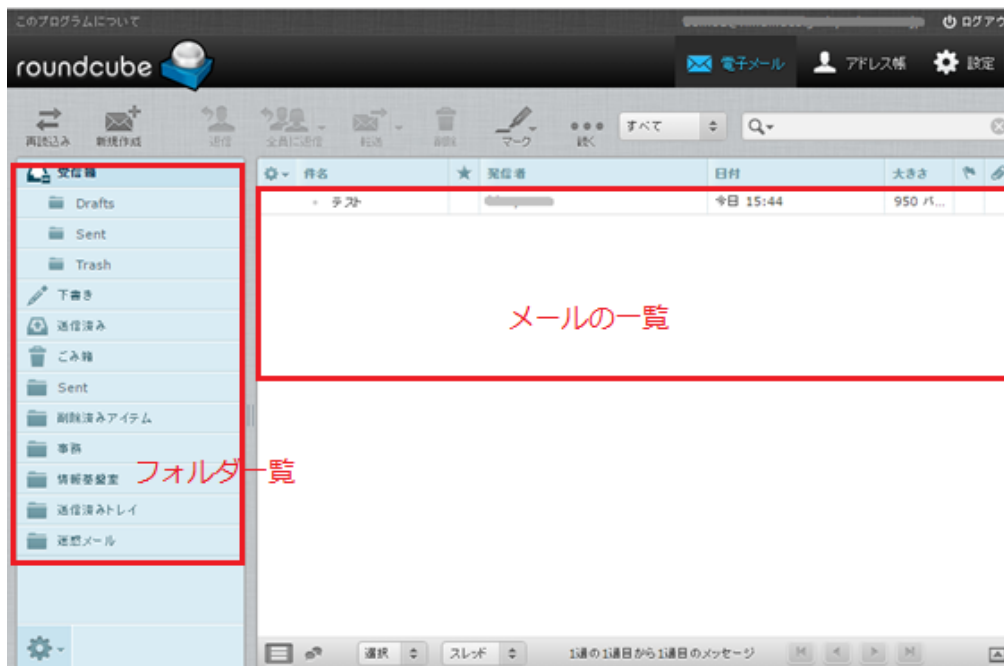 このプログラムについて
ログアウ
roundcube
電子メール
アドレス帳
設定
再読込み
新規作成
返信
全員に返信
転送
削除
マーク
続く
すべて
受信箱
件名
発信者
日付
大きさ
Drafts
テスト
今日 15:44
950 バ...
Sent
Trash
下書き
メールの一覧
送信済み
ごみ箱
Sent
削除済みアイテム
事務
フォルダ一覧
情報基盤室
送信済みトレイ
迷惑メール
選択
スレッド
1通の1通目から1通目のメッセージ